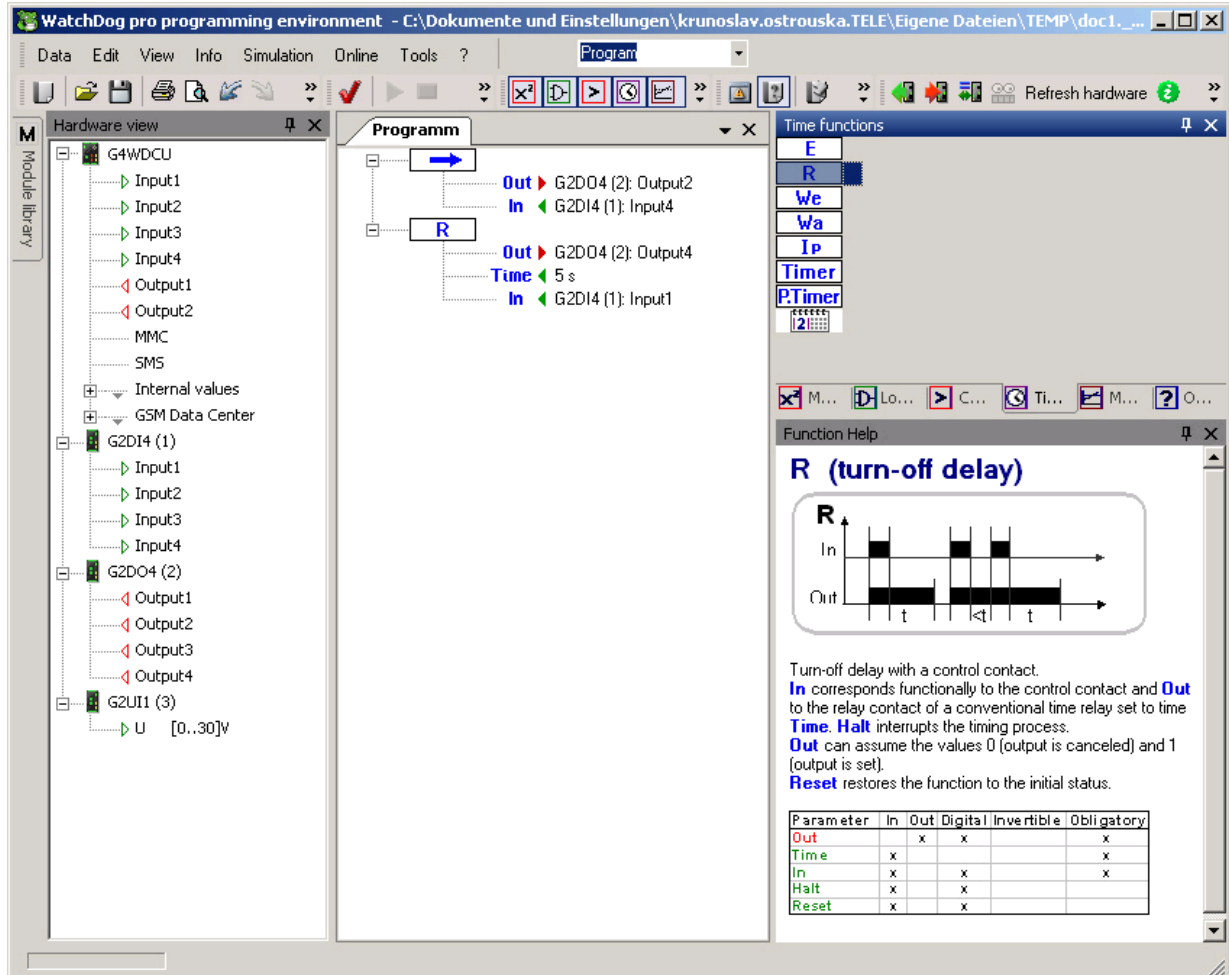 WatchDog pro programming environment - C:\Dokumente und Einstellungen\krunoslav.ostrouska.TELE\Eigene Dateien\TEMP\doc1._...
Data Edit View Info Simulation Online Tools ? Program
Refresh hardware
M Module library
Hardware view
G4WDCU
Input1
Input2
Input3
Input4
Output1
Output2
MMC
SMS
Internal values
GSM Data Center
G2DI4 (1)
Input1
Input2
Input3
Input4
G2DO4 (2)
Output1
Output2
Output3
Output4
G2UI1 (3)
U [0..30]V
Programm
Out G2DO4 (2): Output2
In G2DI4 (1): Input4
R
Out G2DO4 (2): Output4
Time 5 s
In G2DI4 (1): Input1
Time functions
E
R
We
Wa
Ip
Timer
P.Timer
2
M... Lo... C... Ti... M... O...
Function Help
R (turn-off delay)
R
In
Out
t <t t
Turn-off delay with a control contact.
In corresponds functionally to the control contact and Out
to the relay contact of a conventional time relay set to time
Time. Halt interrupts the timing process.
Out can assume the values 0 (output is canceled) and 1
(output is set).
Reset restores the function to the initial status.
Parameter In Out Digital Invertible Obligatory
Out x x x
Time x x
In x x x
Halt x x
Reset x x